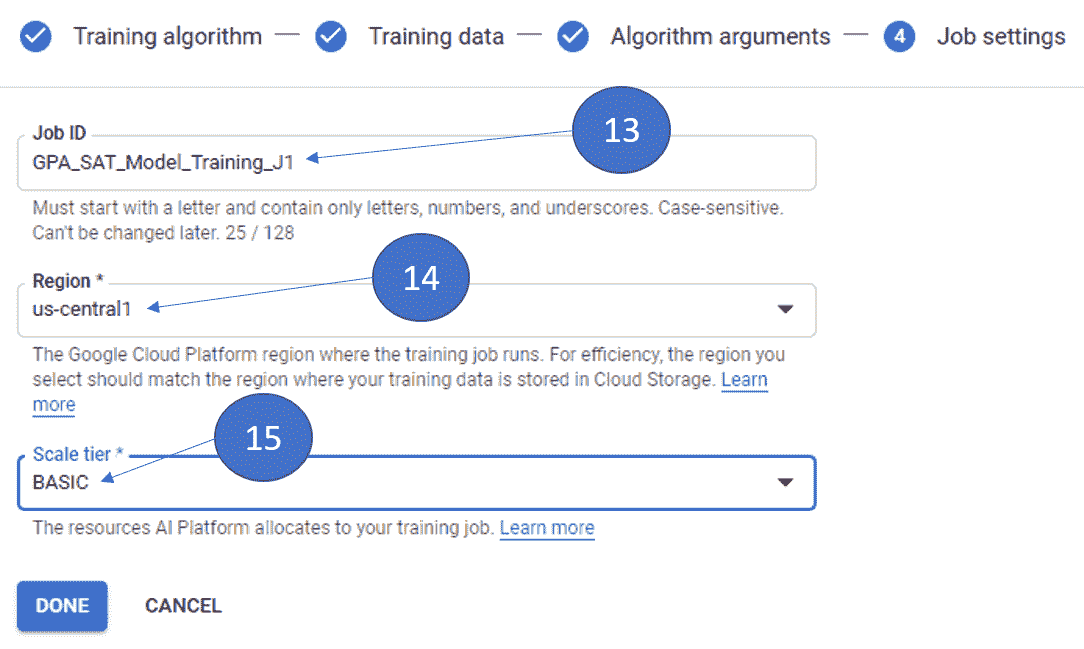 Training algorithm — Training data — Algorithm arguments — 4 Job settings
Job ID
13
GPA_SAT_Model_Training_J1
Must start with a letter and contain only letters, numbers, and underscores. Case-sensitive.
Can't be changed later. 25 / 128
Region *
14
us-central1
The Google Cloud Platform region where the training job runs. For efficiency, the region you
select should match the region where your training data is stored in Cloud Storage. Learn
more
Scale tier *
15
BASIC
The resources AI Platform allocates to your training job. Learn more
DONE CANCEL